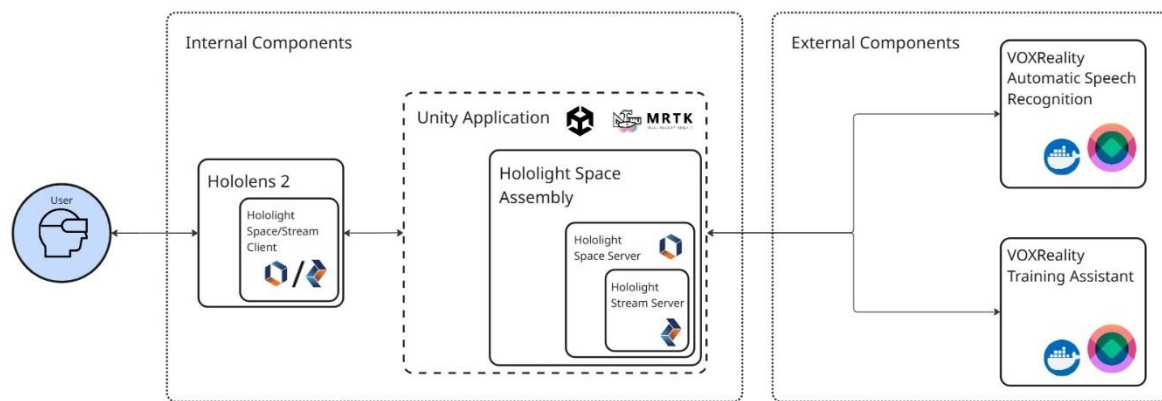 Internal Components
External Components
User
Hololens 2
Hololight
Space/Stream
Client
/
Unity Application
MRTK
Hololight Space
Assembly
Hololight
Space Server
Hololight
Stream Server
VOXReality
Automatic Speech
Recognition
VOXReality
Training Assistant